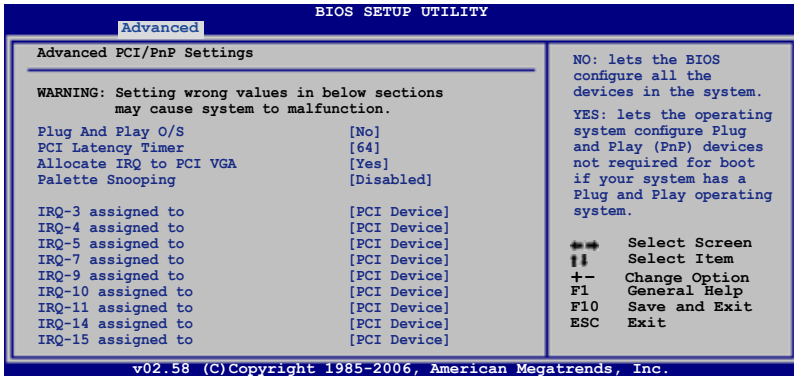 BIOS SETUP UTILITY
Advanced
Advanced PCI/PnP Settings
WARNING: Setting wrong values in below sections
may cause system to malfunction.
Plug And Play O/S [No]
PCI Latency Timer [64]
Allocate IRQ to PCI VGA [Yes]
Palette Snooping [Disabled]
IRQ-3 assigned to [PCI Device]
IRQ-4 assigned to [PCI Device]
IRQ-5 assigned to [PCI Device]
IRQ-7 assigned to [PCI Device]
IRQ-9 assigned to [PCI Device]
IRQ-10 assigned to [PCI Device]
IRQ-11 assigned to [PCI Device]
IRQ-14 assigned to [PCI Device]
IRQ-15 assigned to [PCI Device]
NO: lets the BIOS
configure all the
devices in the system.
YES: lets the operating
system configure Plug
and Play (PnP) devices
not required for boot
if your system has a
Plug and Play operating
system.
←→ Select Screen
↑↓ Select Item
+- Change Option
F1 General Help
F10 Save and Exit
ESC Exit
v02.58 (C)Copyright 1985-2006, American Megatrends, Inc.